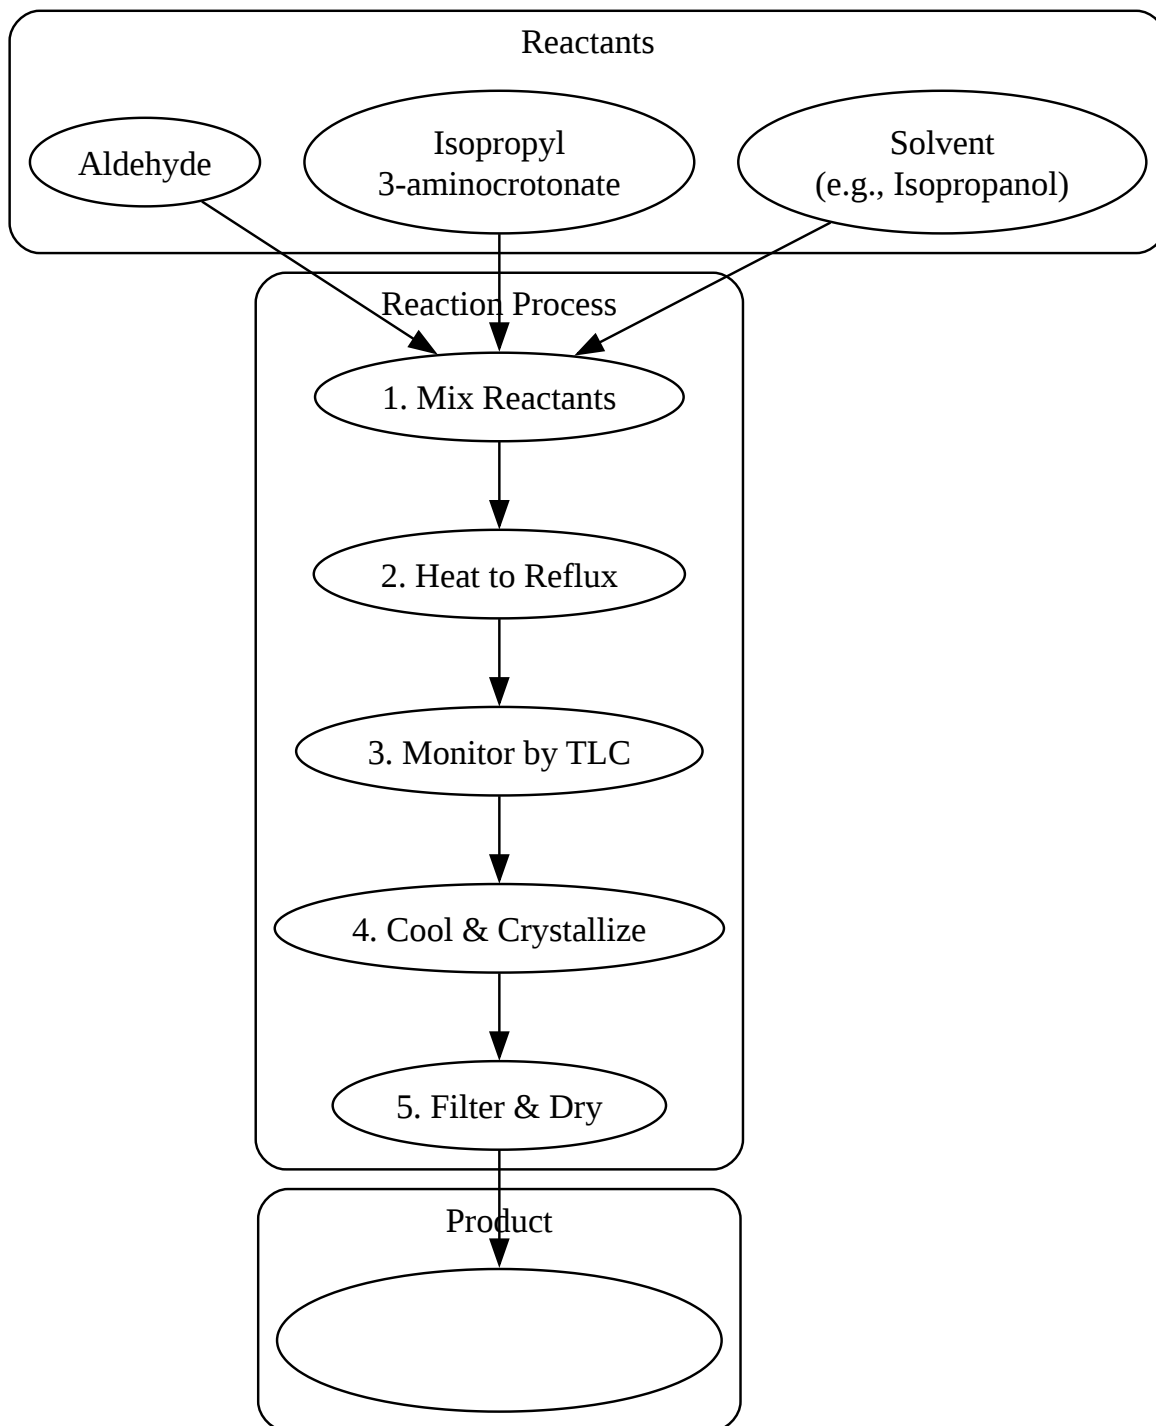 Reactants
Aldehyde
Isopropyl
3-aminocrotonate
Solvent
(e.g., Isopropanol)
Reaction Process
1. Mix Reactants
2. Heat to Reflux
3. Monitor by TLC
4. Cool & Crystallize
5. Filter & Dry
Product